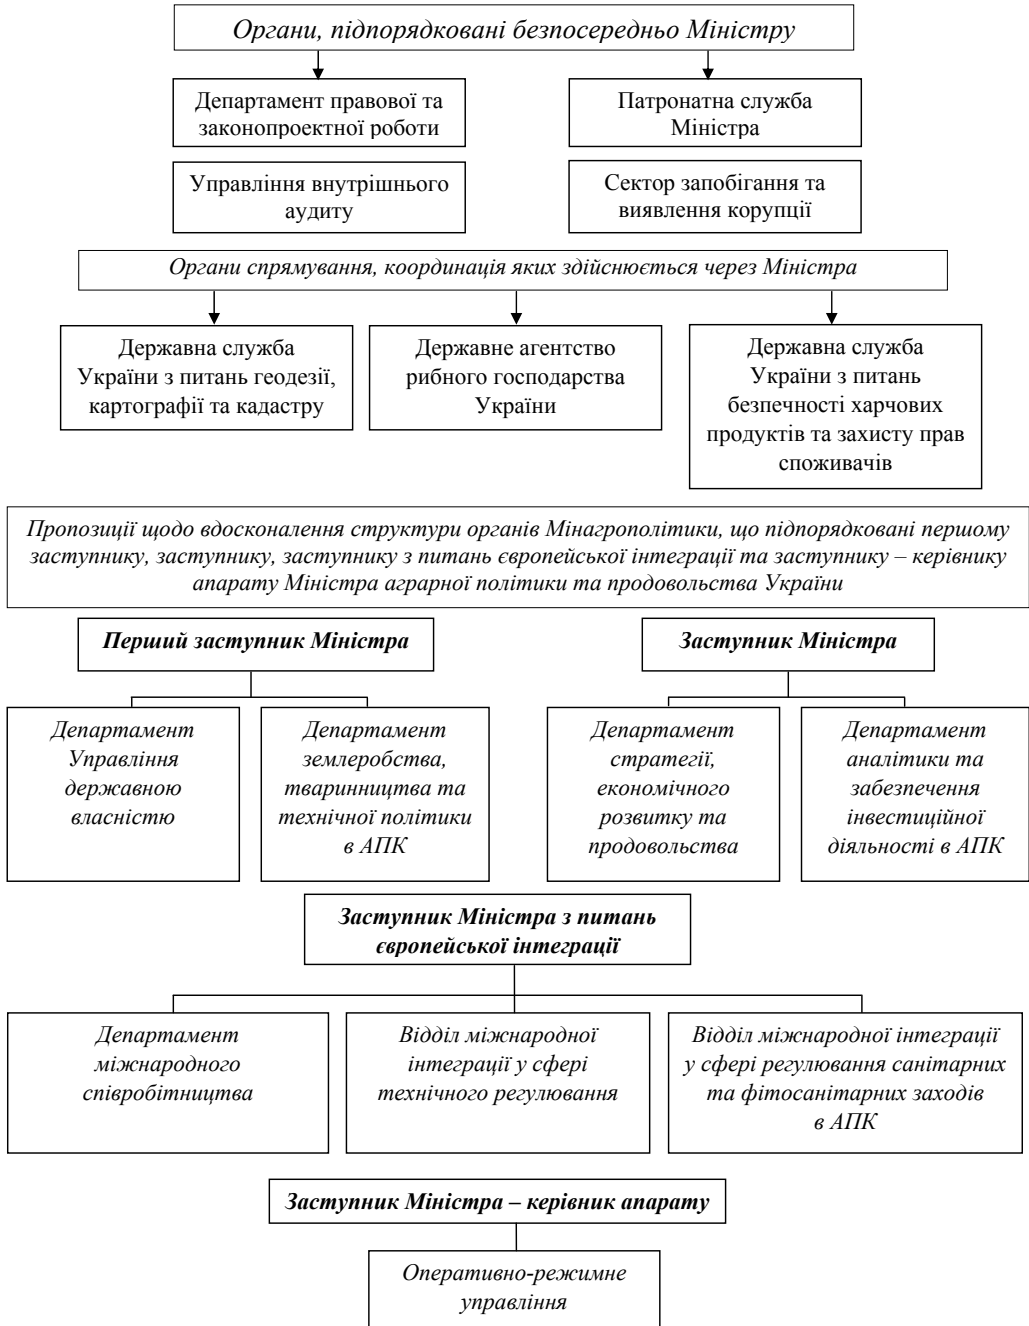 Органи, підпорядковані безпосередньо Міністру
Департамент правової та
законопроектної роботи
Патронатна служба
Міністра
Управління внутрішнього
аудиту
Сектор запобігання та
виявлення корупції
Органи спрямування, координація яких здійснюється через Міністра
Державна служба
України з питань геодезії,
картографії та кадастру
Державне агентство
рибного господарства
України
Державна служба
України з питань
безпечності харчових
продуктів та захисту прав
споживачів
Пропозиції щодо вдосконалення структури органів Мінагрополітики, що підпорядковані першому
заступнику, заступнику, заступнику з питань європейської інтеграції та заступнику – керівнику
апарату Міністра аграрної політики та продовольства України
Перший заступник Міністра
Заступник Міністра
Департамент
Управління
державною
власністю
Департамент
землеробства,
тваринництва та
технічної політики
в АПК
Департамент
стратегії,
економічного
розвитку та
продовольства
Департамент
аналітики та
забезпечення
інвестиційної
діяльності в АПК
Заступник Міністра з питань
європейської інтеграції
Департамент
міжнародного
співробітництва
Відділ міжнародної
інтеграції у сфері
технічного регулювання
Відділ міжнародної інтеграції
у сфері регулювання санітарних
та фітосанітарних заходів
в АПК
Заступник Міністра – керівник апарату
Оперативно-режимне
управління